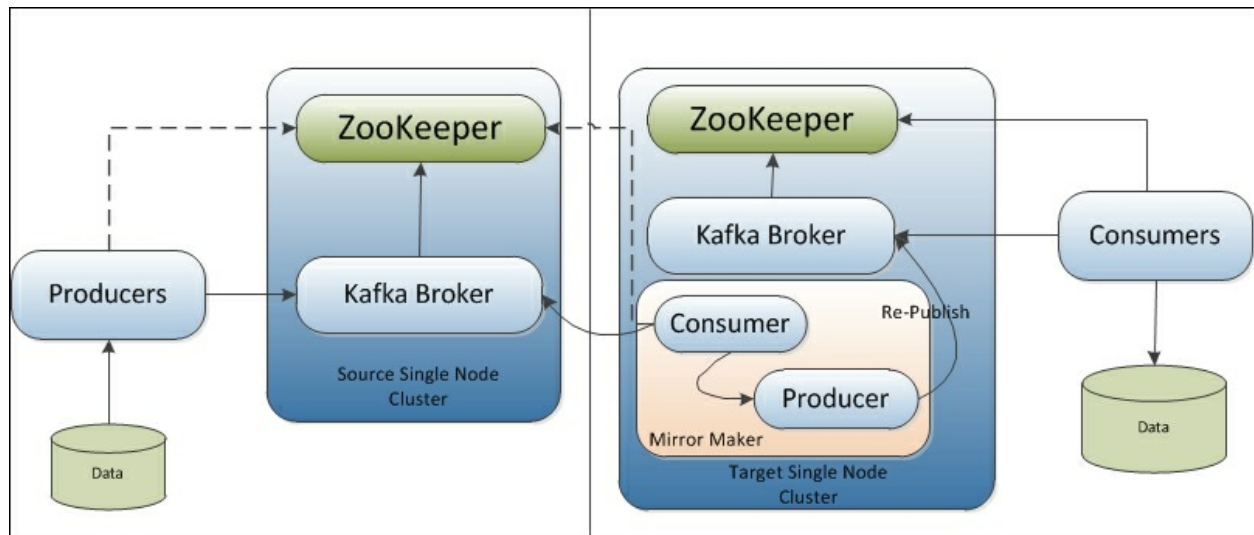 ZooKeeper
Kafka Broker
Producers
Source Single Node
Cluster
Data
ZooKeeper
Kafka Broker
Consumers
Re-Publish
Consumer
Producer
Mirror Maker
Target Single Node
Cluster
Data